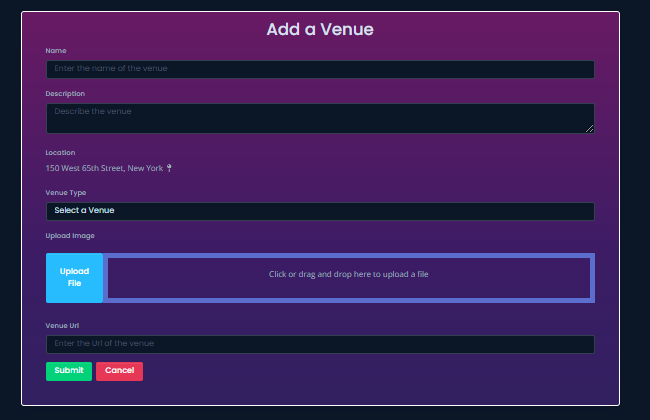 Add a Venue
Name
Enter the name of the venue
Description
Describe the venue
Location
150 West 65th Street, New York
Venue Type
Select a Venue
Upload Image
Upload
File
Click or drag and drop here to upload a file
Venue Url
Enter the Url of the venue
Submit Cancel